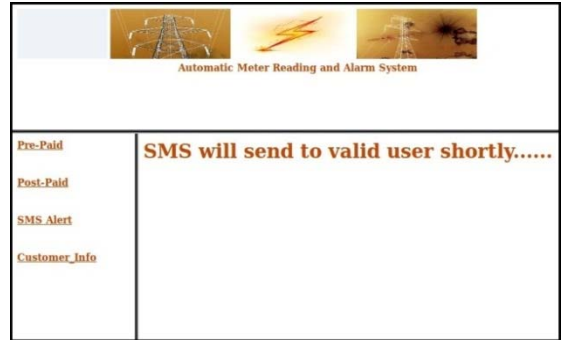 Automatic Meter Reading and Alarm System
Pre-Paid
Post-Paid
SMS Alert
Customer_Info
SMS will send to valid user shortly......